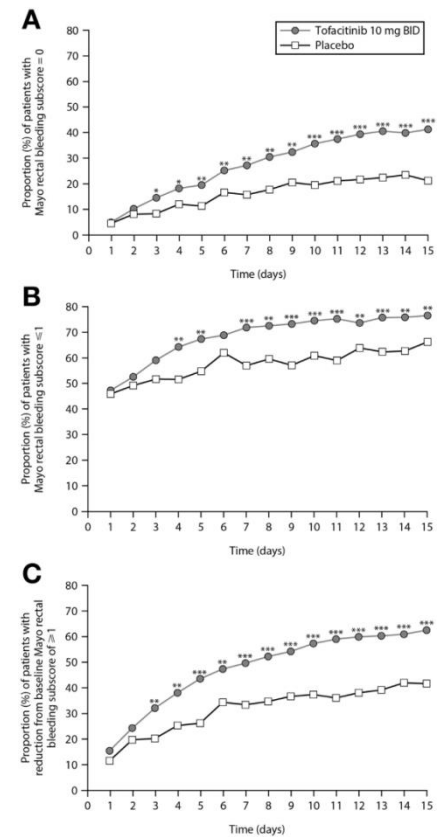 A
Tofacitinib 10 mg BID
Placebo
Proportion (%) of patients with
Mayo rectal bleeding subscore = 0
80
70
60
50
40
30
20
10
0
* * ** ** ** ** ** *** *** *** *** *** ***
0 1 2 3 4 5 6 7 8 9 10 11 12 13 14 15
Time (days)
B
Proportion (%) of patients with
Mayo rectal bleeding subscore ⩽1
80
70
60
50
40
30
20
10
0
** ** *** *** *** *** *** ** *** ** **
0 1 2 3 4 5 6 7 8 9 10 11 12 13 14 15
Time (days)
C
Proportion (%) of patients with
reduction from baseline Mayo rectal
bleeding subscore of ⩾1
80
70
60
50
40
30
20
10
0
** ** *** ** *** *** *** *** *** *** *** *** ***
0 1 2 3 4 5 6 7 8 9 10 11 12 13 14 15
Time (days)